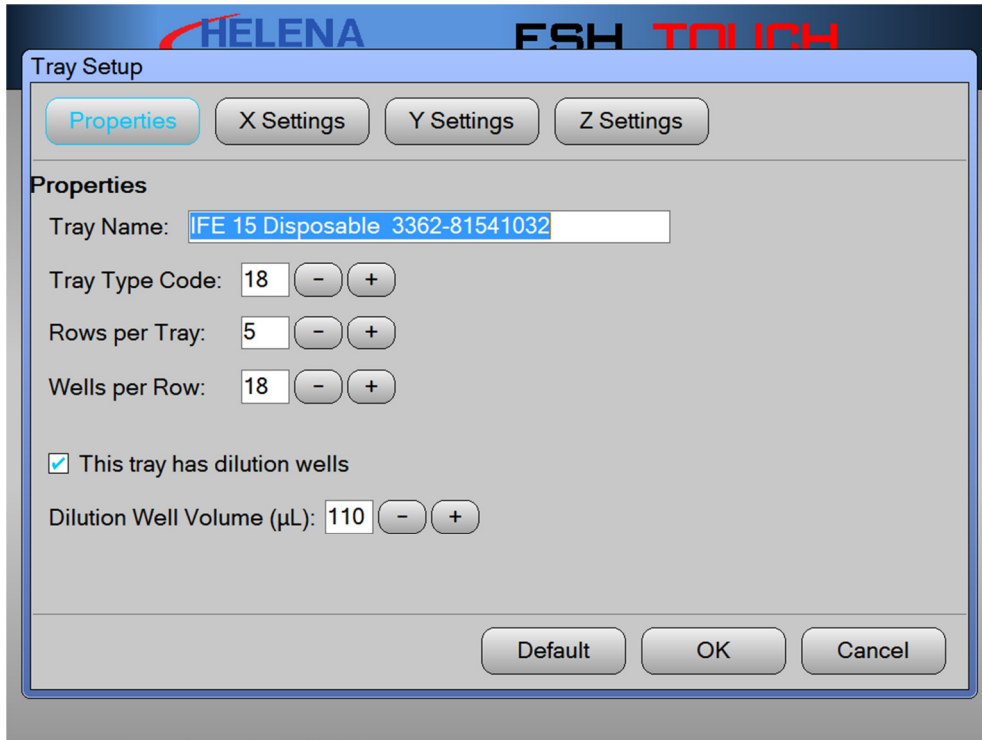 HELENA
Tray Setup
Properties X Settings Y Settings Z Settings
Properties
Tray Name: IFE 15 Disposable  3362-81541032
Tray Type Code: 18 - +
Rows per Tray: 5 - +
Wells per Row: 18 - +
This tray has dilution wells
Dilution Well Volume (µL): 110 - +
Default OK Cancel